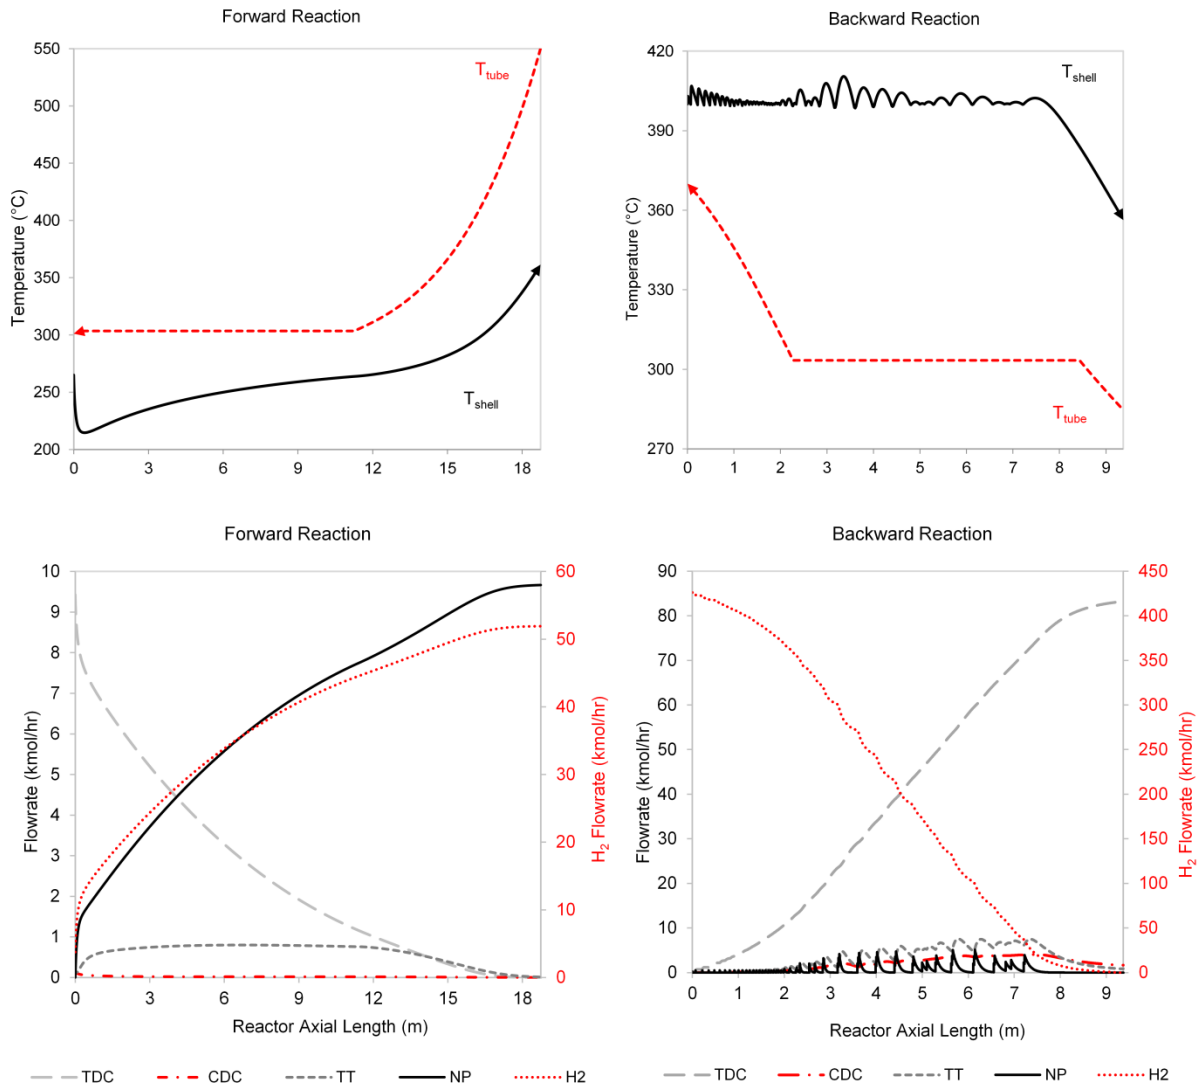 Forward Reaction
Temperature (°C)
550
500
450
400
350
300
250
200
T_tube
T_shell
0 3 6 9 12 15 18
Backward Reaction
Temperature (°C)
420
390
360
330
300
270
T_shell
T_tube
0 1 2 3 4 5 6 7 8 9
Forward Reaction
Flowrate (kmol/hr)
10
9
8
7
6
5
4
3
2
1
0
60
50
40
30
20
10
0
H₂ Flowrate (kmol/hr)
0 3 6 9 12 15 18
Reactor Axial Length (m)
Backward Reaction
Flowrate (kmol/hr)
90
80
70
60
50
40
30
20
10
0
450
400
350
300
250
200
150
100
50
0
H₂ Flowrate (kmol/hr)
0 1 2 3 4 5 6 7 8 9
Reactor Axial Length (m)
TDC CDC TT NP H2
TDC CDC TT NP H2